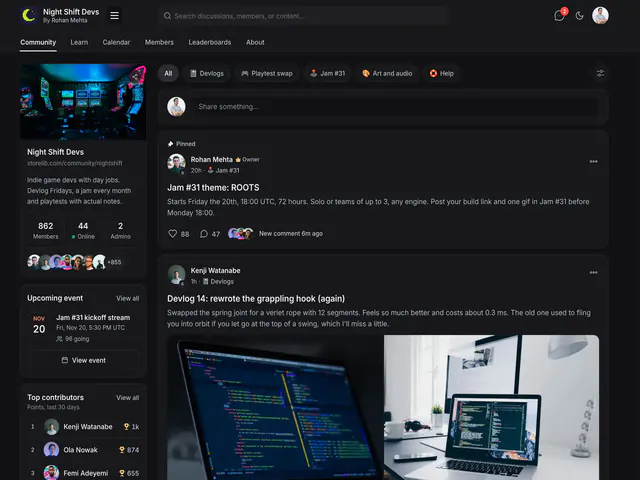 Night Shift Devs
By Rohan Mehta
Search discussions, members, or content...
2
Community
Learn
Calendar
Members
Leaderboards
About
Night Shift Devs
storelib.com/community/nightshift
Indie game devs with day jobs.
Devlog Fridays, a jam every month
and playtests with actual notes.
862
44
2
Members
Online
Admins
+855
Upcoming event
View all
NOV
20
Jam #31 kickoff stream
Fri, Nov 20, 5:30 PM UTC
96 going
View event
Top contributors
View all
Points, last 30 days
1
Kenji Watanabe
1k
2
Ola Nowak
874
3
Femi Adeyemi
655
All
Devlogs
Playtest swap
Jam #31
Art and audio
Help
Share something...
Pinned
Rohan Mehta
Owner
20h · Jam #31
Jam #31 theme: ROOTS
Starts Friday the 20th, 18:00 UTC, 72 hours. Solo or teams of up to 3, any engine. Post your build link and one gif in Jam #31 before
Monday 18:00.
88
47
New comment 6m ago
Kenji Watanabe
1h · Devlogs
Devlog 14: rewrote the grappling hook (again)
Swapped the spring joint for a verlet rope with 12 segments. Feels so much better and costs about 0.3 ms. The old one used to fling
you into orbit if you let go at the top of a swing, which I'll miss a little.